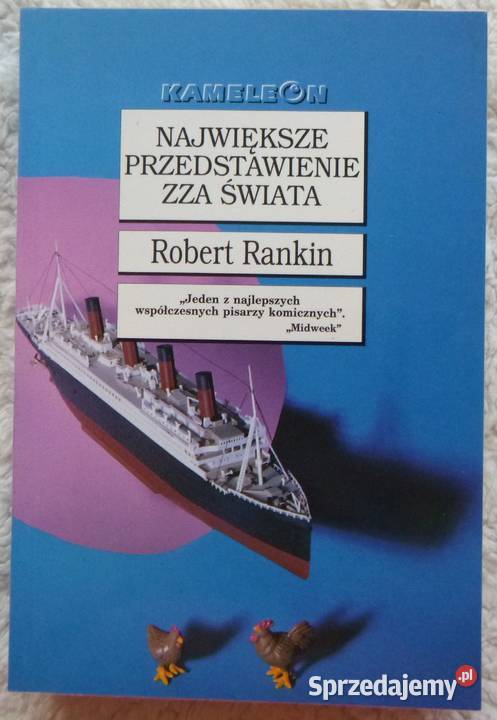 KAMELEON
NAJWIĘKSZE
PRZEDSTAWIENIE
ZZA ŚWIATA
Robert Rankin
„Jeden z najlepszych
współczesnych pisarzy komicznych”.
„Midweek”
Sprzedajemy.pl